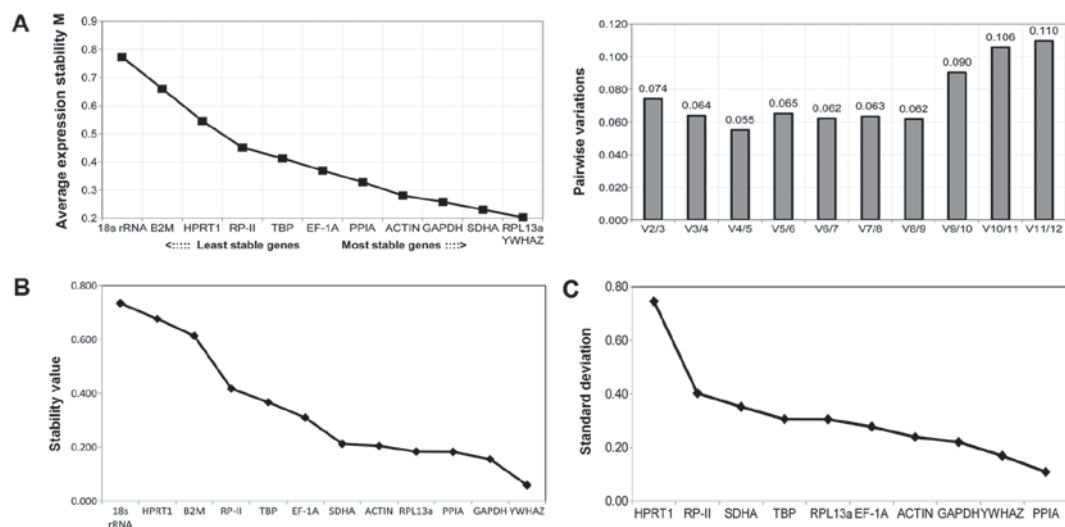 A
Average expression stability M
0.9
0.8
0.7
0.6
0.5
0.4
0.3
0.2
18s rRNA B2M HPRT1 RP-II TBP EF-1A PPIA ACTIN GAPDH SDHA RPL13a
YWHAZ
<::::: Least stable genes Most stable genes ::::>
Pairwise variations
0.120
0.100
0.080
0.060
0.040
0.020
0.000
0.074
0.064
0.055
0.065
0.062
0.063
0.062
0.090
0.106
0.110
V2/3 V3/4 V4/5 V5/6 V6/7 V7/8 V8/9 V9/10 V10/11 V11/12
B
Stability value
0.800
0.600
0.400
0.200
0.000
18s HPRT1 B2M RP-II TBP EF-1A SDHA ACTIN RPL13a PPIA GAPDH YWHAZ
rRNA
C
Standard deviation
0.80
0.60
0.40
0.20
0.00
HPRT1 RP-II SDHA TBP RPL13a EF-1A ACTIN GAPDH YWHAZ PPIA